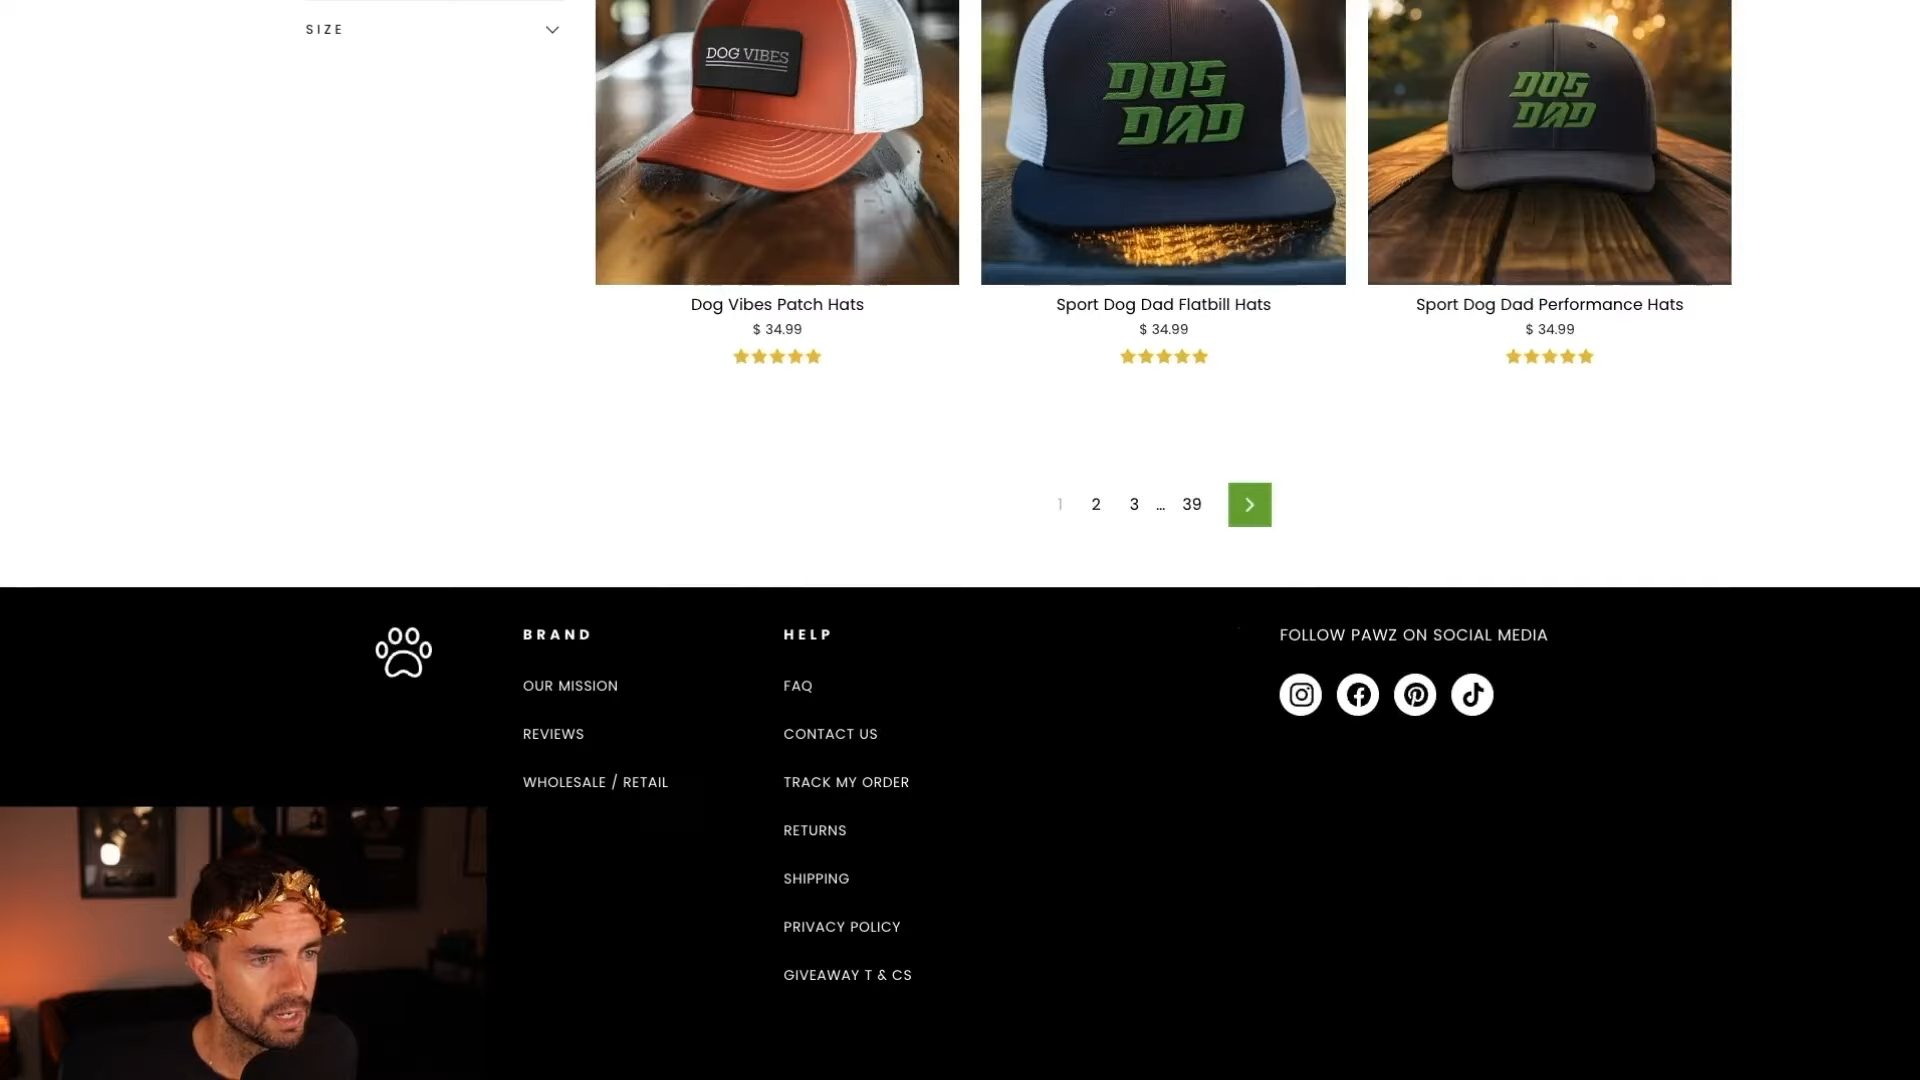 SIZE
DOG VIBES
DOG
DAD
DOG
DAD
Dog Vibes Patch Hats
$ 34.99
Sport Dog Dad Flatbill Hats
$ 34.99
Sport Dog Dad Performance Hats
$ 34.99
1 2 3 ... 39
BRAND
OUR MISSION
REVIEWS
WHOLESALE / RETAIL
HELP
FAQ
CONTACT US
TRACK MY ORDER
RETURNS
SHIPPING
PRIVACY POLICY
GIVEAWAY T & CS
FOLLOW PAWZ ON SOCIAL MEDIA